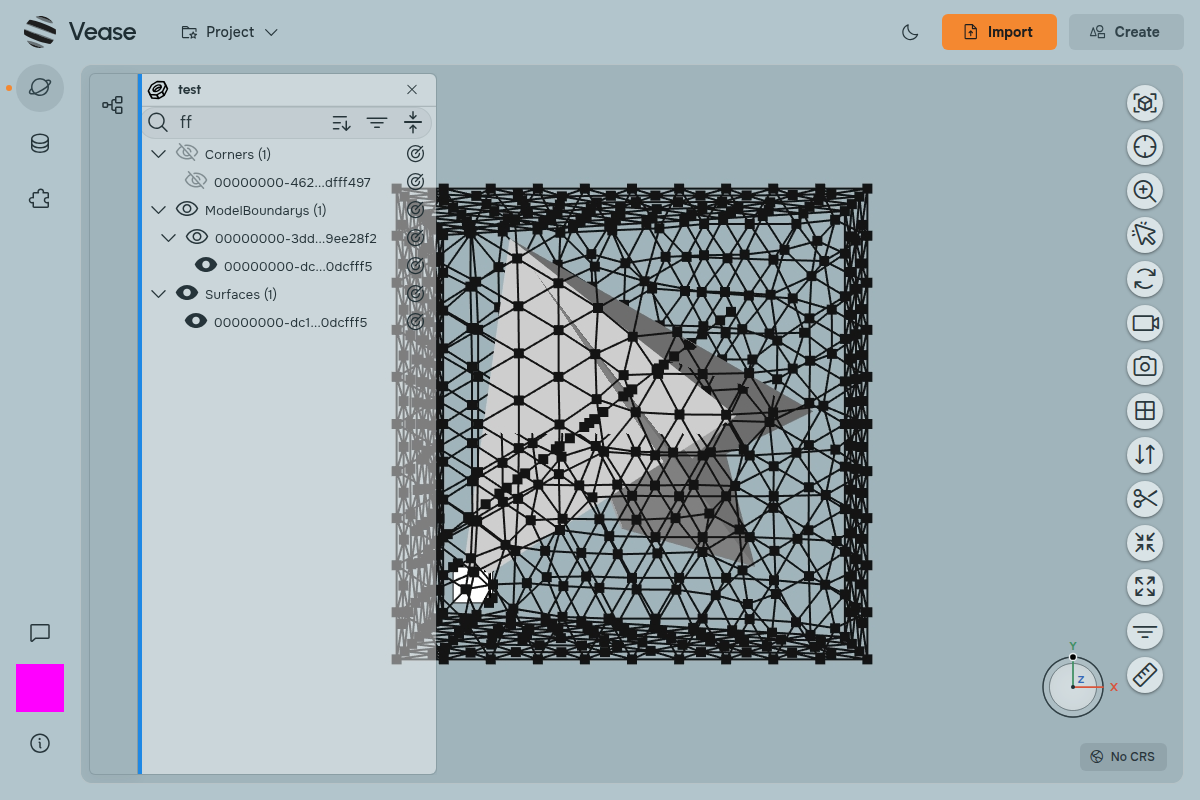 Vease
Project
Import
Create
test
ff
Corners (1)
00000000-462...dfff497
ModelBoundarys (1)
00000000-3dd...9ee28f2
00000000-dc...0dcfff5
Surfaces (1)
00000000-dc1...0dcfff5
Y
Z
X
No CRS